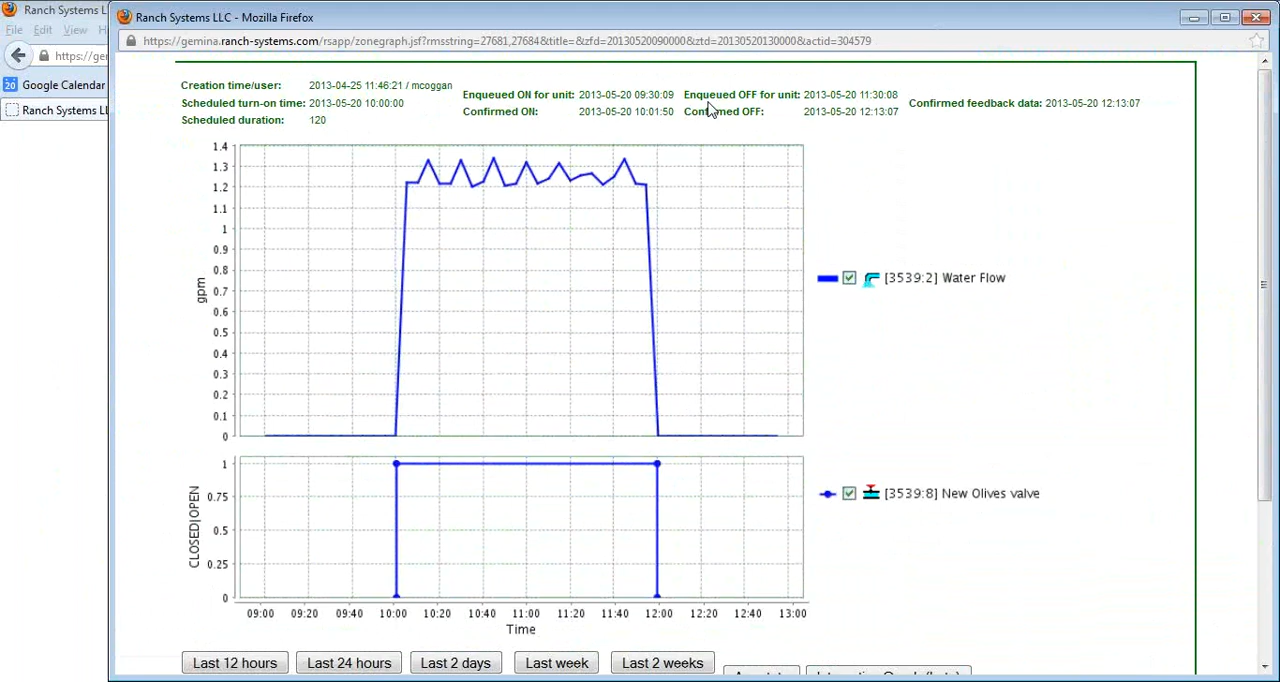 Ranch Systems L
Ranch Systems LLC - Mozilla Firefox
File Edit View H
https://gemina.ranch-systems.com/rsapp/zonegraph.jsf?rmsstring=27681,27684&title=&zfd=20130520090000&ztd=20130520130000&actid=304579
https://ger
20 Google Calendar
Ranch Systems LL
Creation time/user: 2013-04-25 11:46:21 / mcoggan
Scheduled turn-on time: 2013-05-20 10:00:00
Scheduled duration: 120
Enqueued ON for unit: 2013-05-20 09:30:09
Confirmed ON: 2013-05-20 10:01:50
Enqueued OFF for unit: 2013-05-20 11:30:08
Confirmed OFF: 2013-05-20 12:13:07
Confirmed feedback data: 2013-05-20 12:13:07
1.4
1.3
1.2
1.1
1
0.9
0.8
0.7
0.6
0.5
0.4
0.3
0.2
0.1
0
gpm
[3539:2] Water Flow
1
0.75
0.5
0.25
0
CLOSED|OPEN
[3539:8] New Olives valve
09:00 09:20 09:40 10:00 10:20 10:40 11:00 11:20 11:40 12:00 12:20 12:40 13:00
Time
Last 12 hours Last 24 hours Last 2 days Last week Last 2 weeks